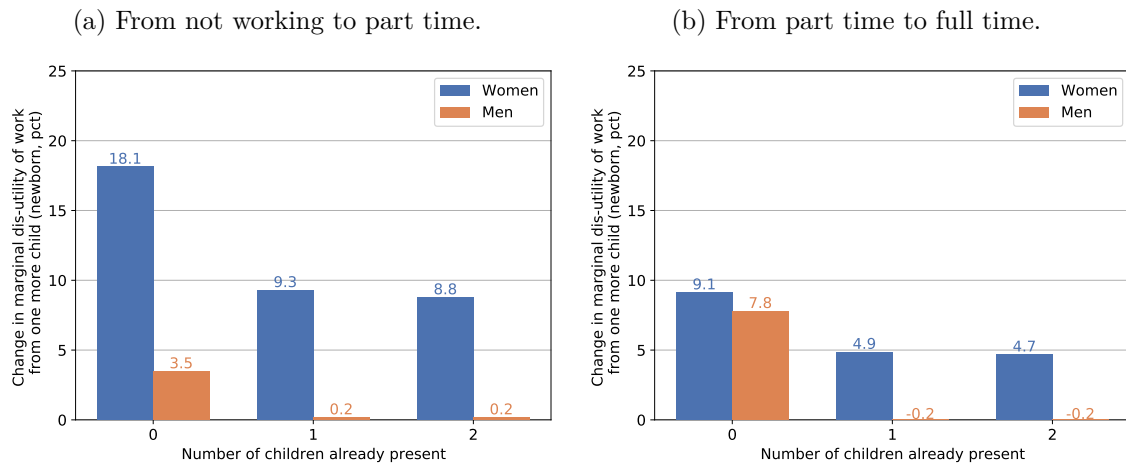 (a) From not working to part time.
Change in marginal dis-utility of work
from one more child (newborn, pct)
25
20
15
10
5
0
Women
Men
18.1
3.5
9.3
0.2
8.8
0.2
0
1
2
Number of children already present
(b) From part time to full time.
Change in marginal dis-utility of work
from one more child (newborn, pct)
25
20
15
10
5
0
Women
Men
9.1
7.8
4.9
-0.2
4.7
-0.2
0
1
2
Number of children already present